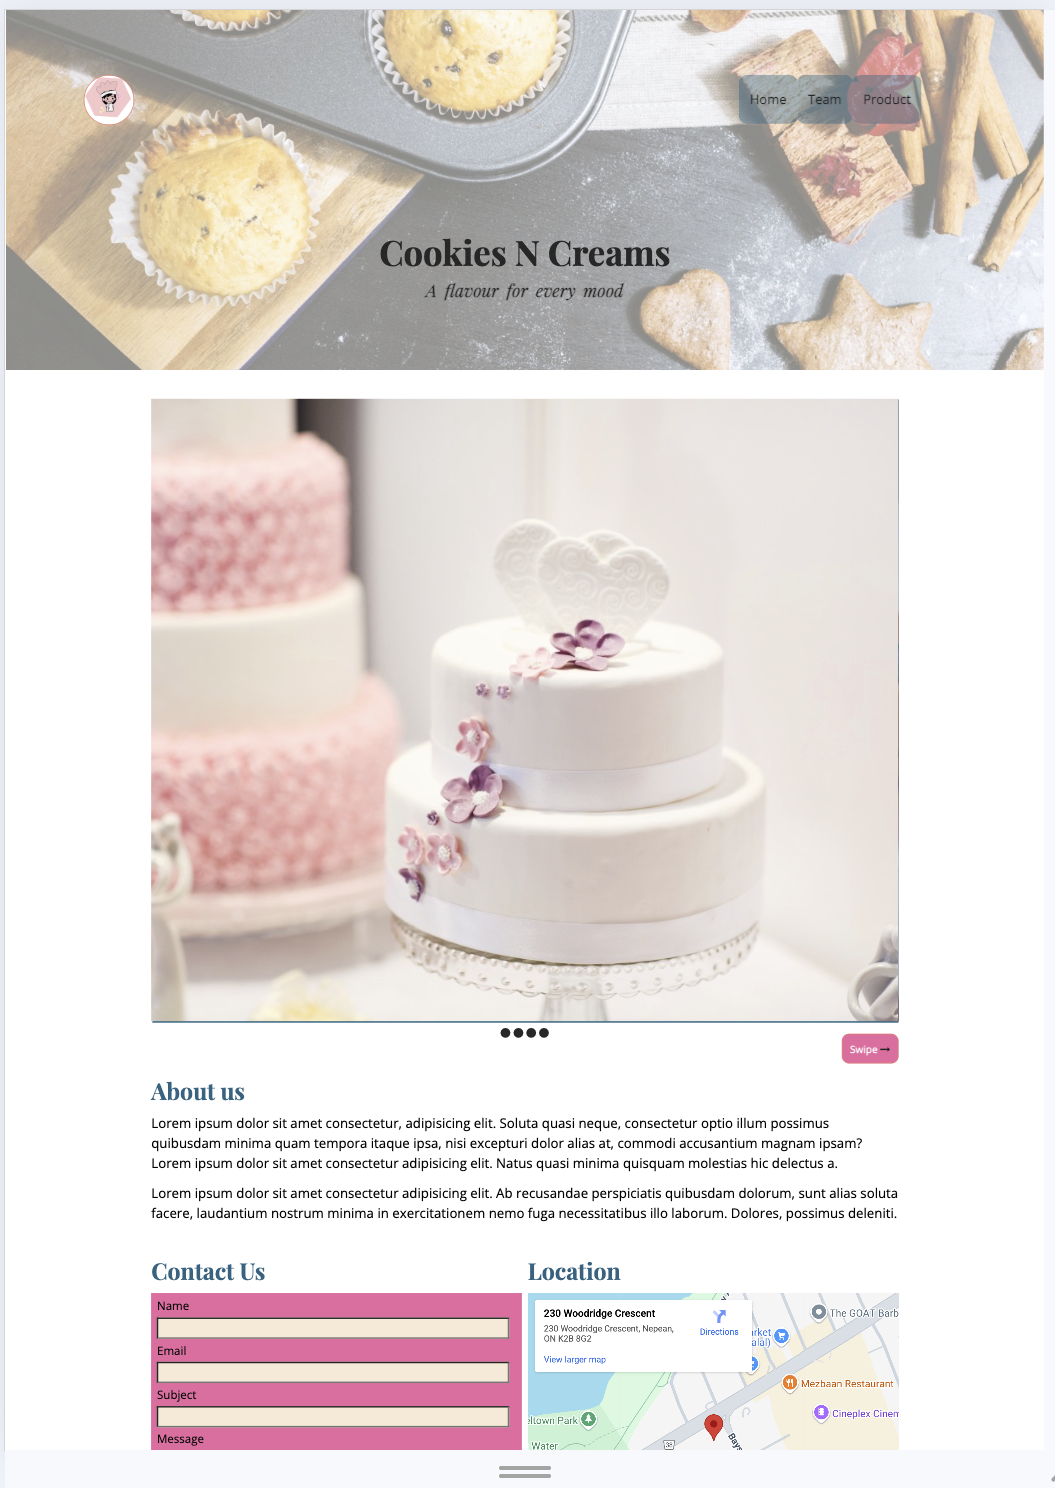 Home Team Product
Cookies N Creams
A flavour for every mood
Swipe →
About us
Lorem ipsum dolor sit amet consectetur, adipisicing elit. Soluta quasi neque, consectetur optio illum possimus
quibusdam minima quam tempora itaque ipsa, nisi excepturi dolor alias at, commodi accusantium magnam ipsam?
Lorem ipsum dolor sit amet consectetur adipisicing elit. Natus quasi minima quisquam molestias hic delectus a.
Lorem ipsum dolor sit amet consectetur adipisicing elit. Ab recusandae perspiciatis quibusdam dolorum, sunt alias soluta
facere, laudantium nostrum minima in exercitationem nemo fuga necessitatibus illo laborum. Dolores, possimus deleniti.
Contact Us
Name
Email
Subject
Message
Location
230 Woodridge Crescent
230 Woodridge Crescent, Nepean,
ON K2B 8G2
Directions
View larger map
The GOAT Barb
rket
alal)
Mezbaan Restaurant
Cineplex Cinem
eltown Park
Water
38
Bays